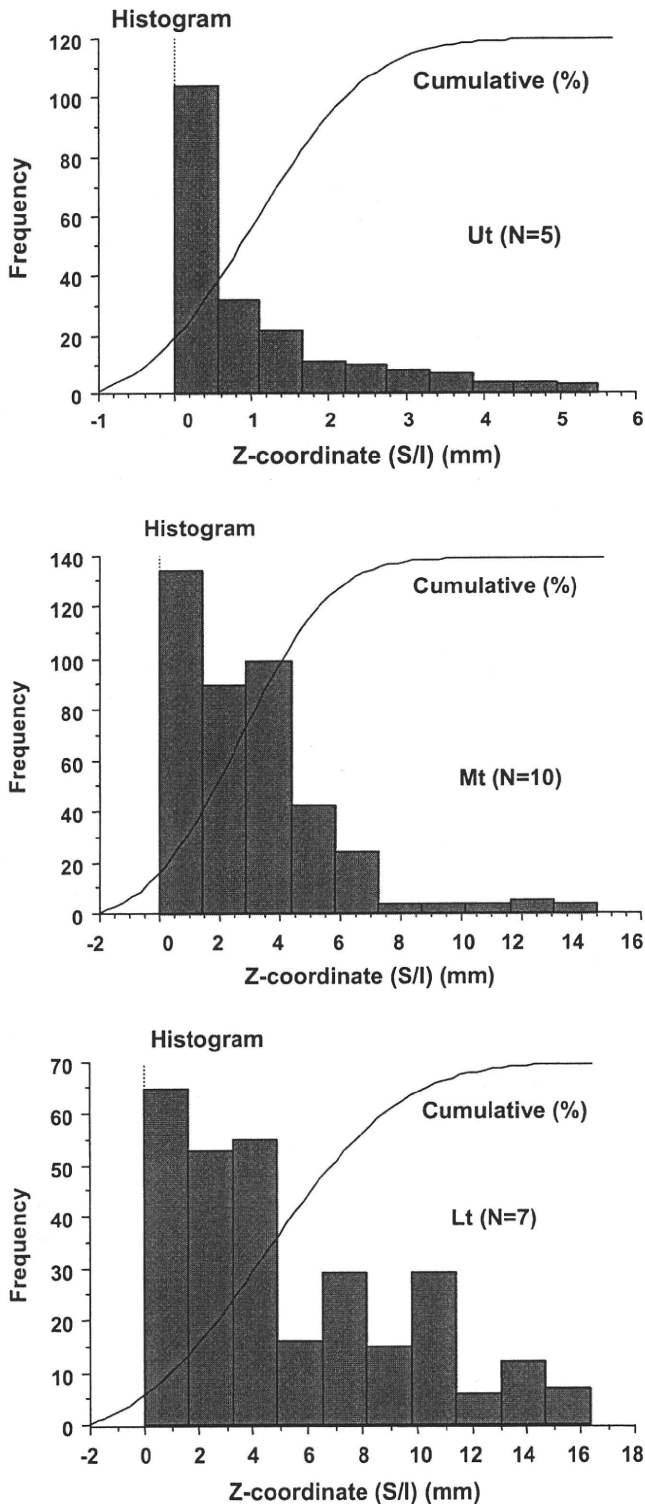 Histogram
120
100
80
60
40
20
0
Frequency
Cumulative (%)
Ut (N=5)
-1 0 1 2 3 4 5 6
Z-coordinate (S/I) (mm)
Histogram
140
120
100
80
60
40
20
0
Frequency
Cumulative (%)
Mt (N=10)
-2 0 2 4 6 8 10 12 14 16
Z-coordinate (S/I) (mm)
Histogram
70
60
50
40
30
20
10
0
Frequency
Cumulative (%)
Lt (N=7)
-2 0 2 4 6 8 10 12 14 16 18
Z-coordinate (S/I) (mm)